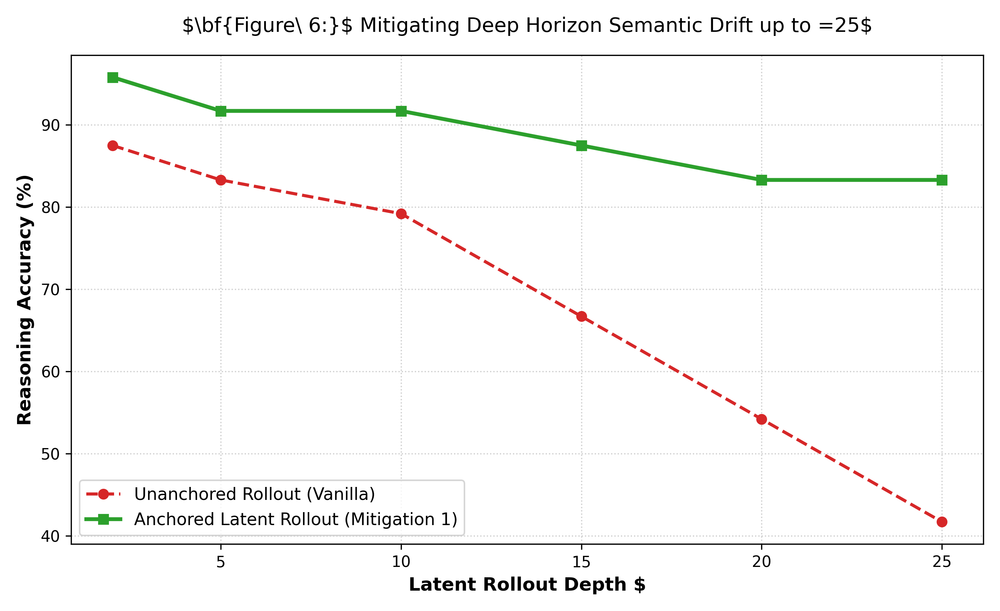 $\bf{Figure\ 6:}$ Mitigating Deep Horizon Semantic Drift up to =25$
Reasoning Accuracy (%)
90
80
70
60
50
40
Unanchored Rollout (Vanilla)
Anchored Latent Rollout (Mitigation 1)
5 10 15 20 25
Latent Rollout Depth $